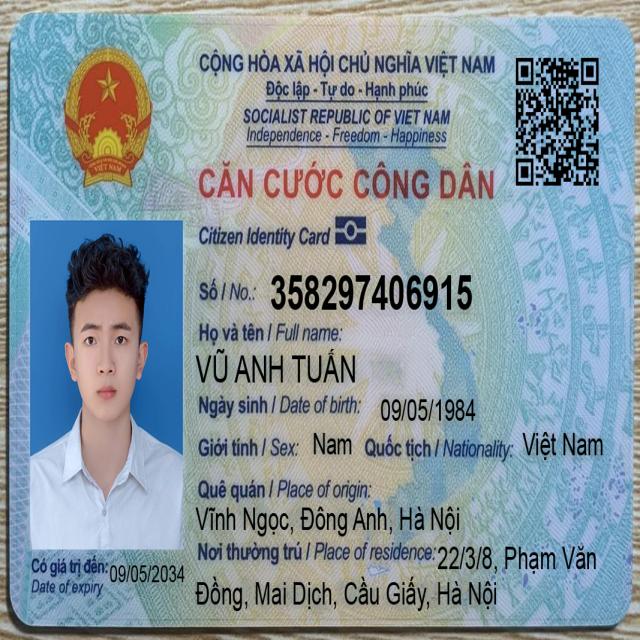 CỘNG HÒA XÃ HỘI CHỦ NGHĨA VIỆT NAM
Độc lập - Tự do - Hạnh phúc
SOCIALIST REPUBLIC OF VIET NAM
Independence - Freedom - Happiness
CĂN CƯỚC CÔNG DÂN
Citizen Identity Card
Số / No.: 358297406915
Họ và tên / Full name:
VŨ ANH TUẤN
Ngày sinh / Date of birth: 09/05/1984
Giới tính / Sex: Nam Quốc tịch / Nationality: Việt Nam
Quê quán / Place of origin:
Vĩnh Ngọc, Đông Anh, Hà Nội
Nơi thường trú / Place of residence: 22/3/8, Phạm Văn
Đồng, Mai Dịch, Cầu Giấy, Hà Nội
Có giá trị đến: 09/05/2034
Date of expiry
VIỆT NAM